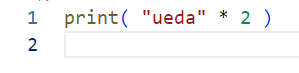 1 print( "ueda" * 2 )
2